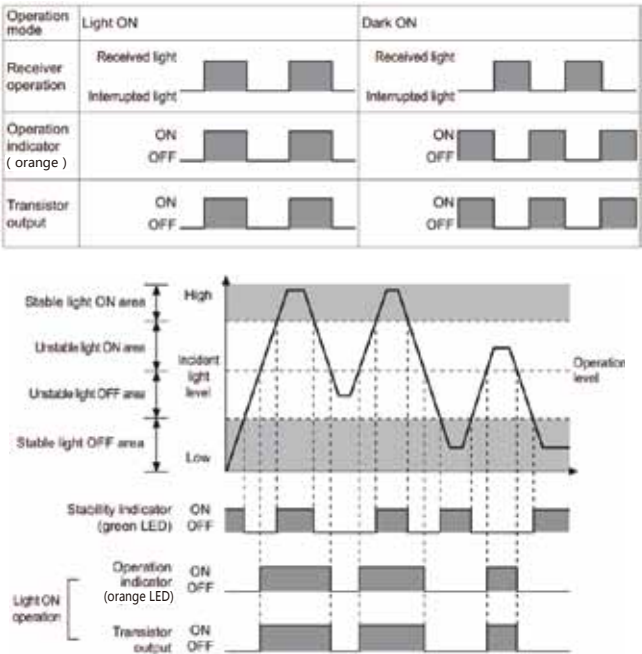 Operation mode
Light ON
Dark ON
Receiver operation
Received light
Interrupted light
Received light
Interrupted light
Operation indicator ( orange )
ON
OFF
ON
OFF
Transistor output
ON
OFF
ON
OFF
Stable light ON area
Unstable light ON area
Unstable light OFF area
Stable light OFF area
High
Incident light level
Low
Operation level
Stability indicator (green LED)
ON
OFF
Light ON operation
Operation indicator (orange LED)
ON
OFF
Transistor output
ON
OFF